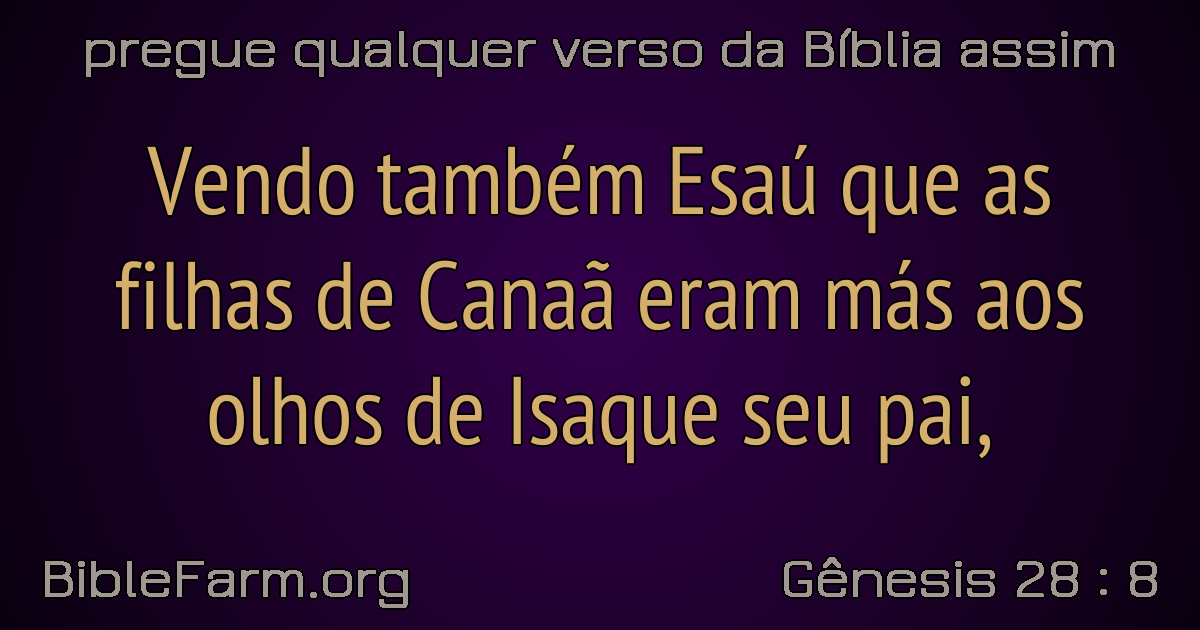 pregue qualquer verso da Bíblia assim
Vendo também Esaú que as
filhas de Canaã eram más aos
olhos de Isaque seu pai,
BibleFarm.org
Gênesis 28 : 8